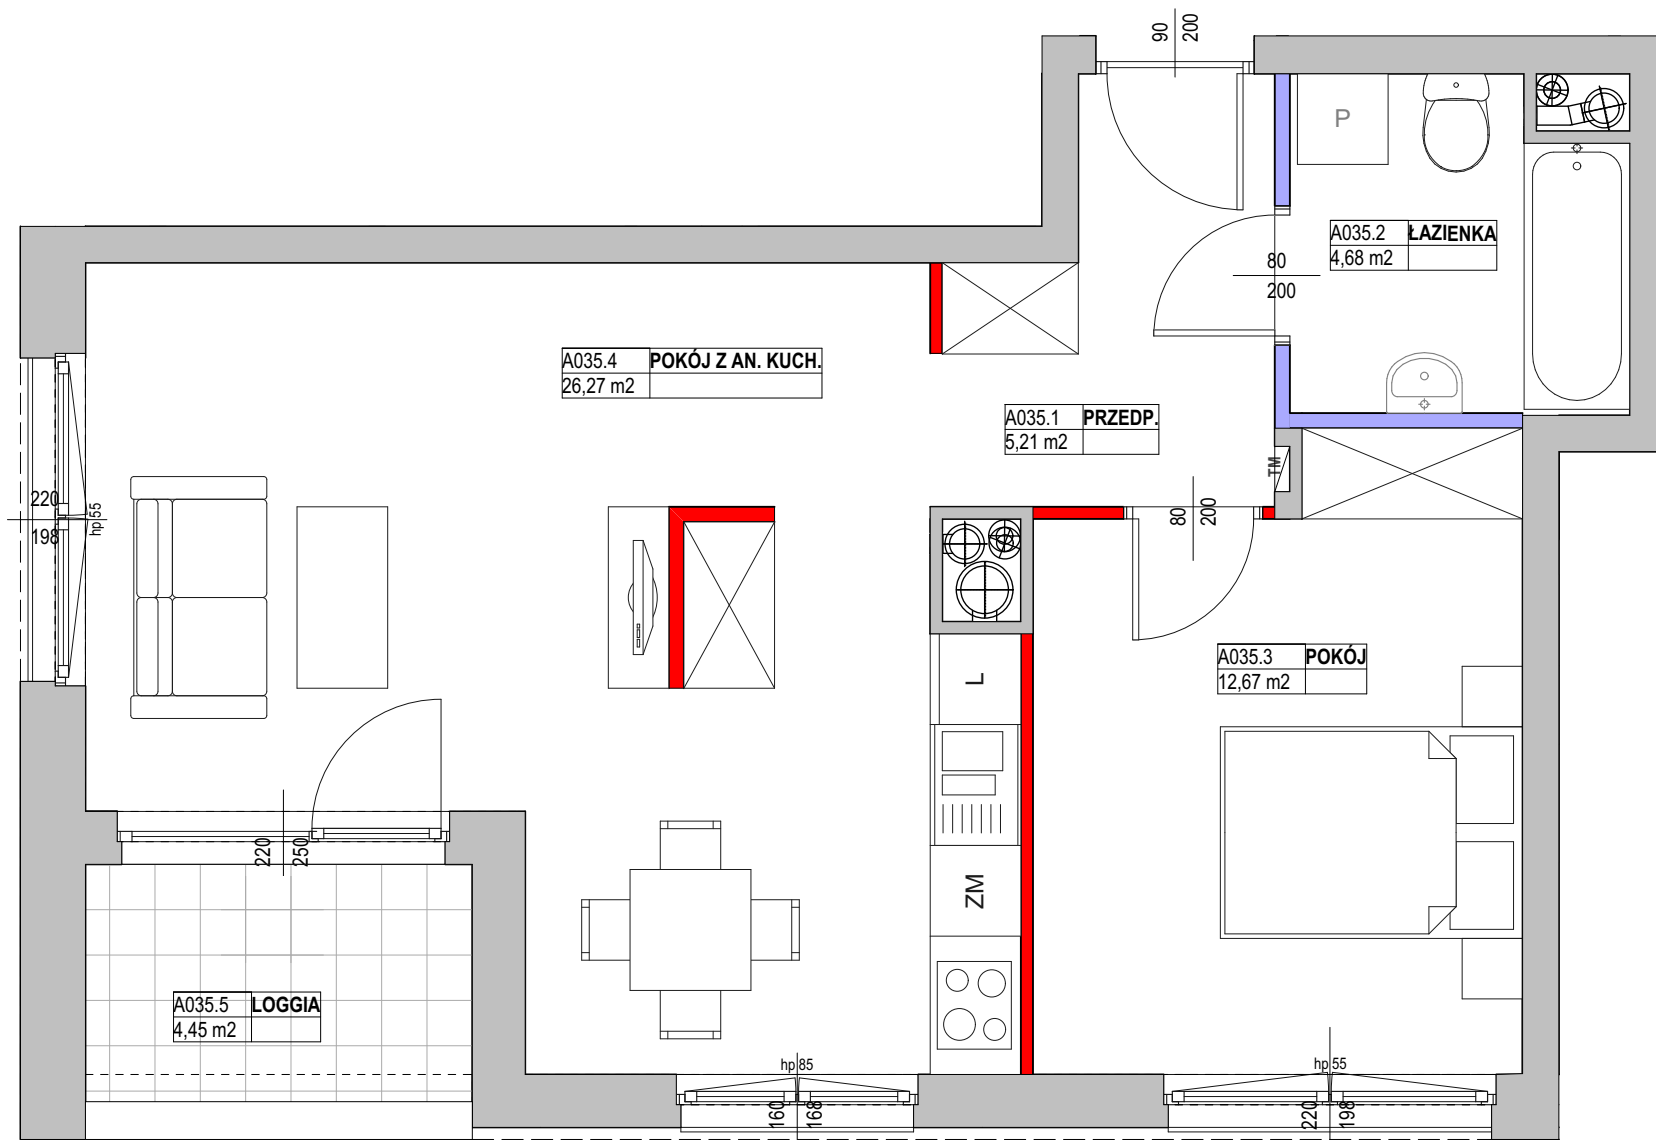 90
200
P
A035.2 ŁAZIENKA
4,68 m2
80
200
A035.4 POKÓJ Z AN. KUCH.
26,27 m2
A035.1 PRZEDP.
5,21 m2
TM
220
198
hp 55
80
200
A035.3 POKÓJ
12,67 m2
L
220
250
ZM
A035.5 LOGGIA
4,45 m2
hp 85
160
168
hp 55
220
198